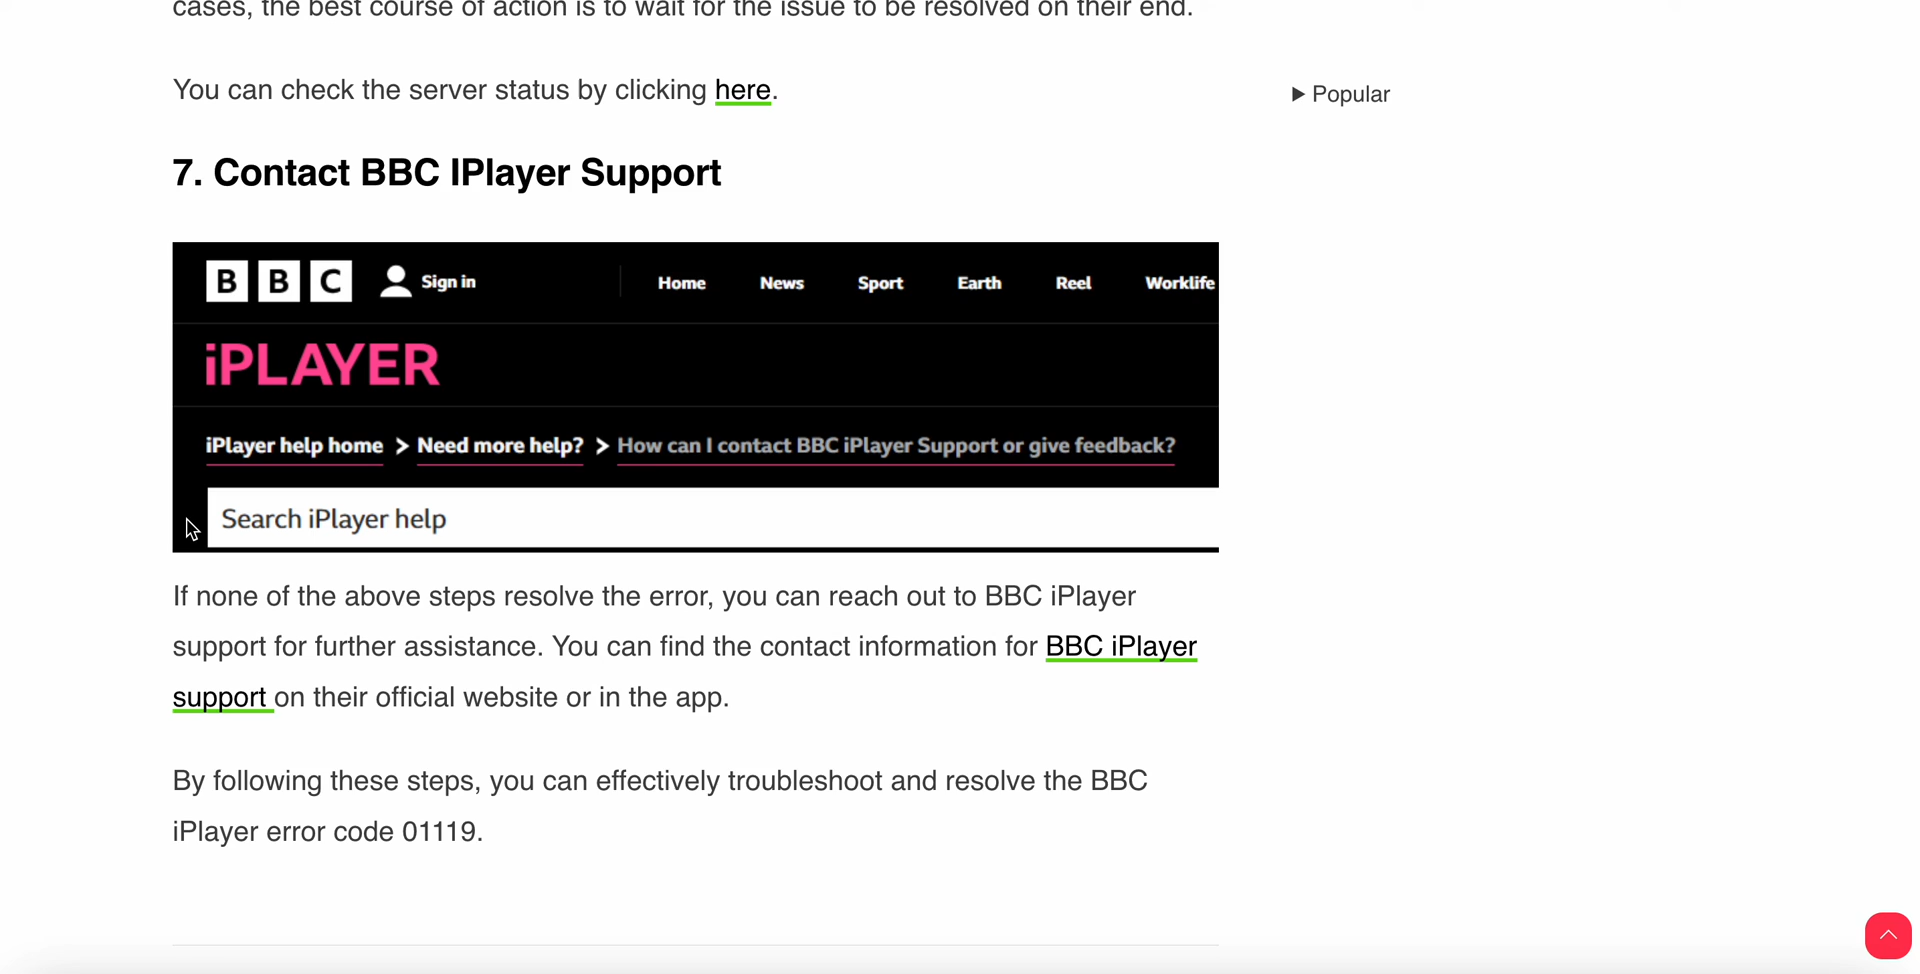 cases, the best course of action is to wait for the issue to be resolved on their end.
You can check the server status by clicking here.
▶ Popular
7. Contact BBC IPlayer Support
BBC Sign in Home News Sport Earth Reel Worklife
iPLAYER
iPlayer help home > Need more help? > How can I contact BBC iPlayer Support or give feedback?
Search iPlayer help
If none of the above steps resolve the error, you can reach out to BBC iPlayer
support for further assistance. You can find the contact information for BBC iPlayer
support on their official website or in the app.
By following these steps, you can effectively troubleshoot and resolve the BBC
iPlayer error code 01119.